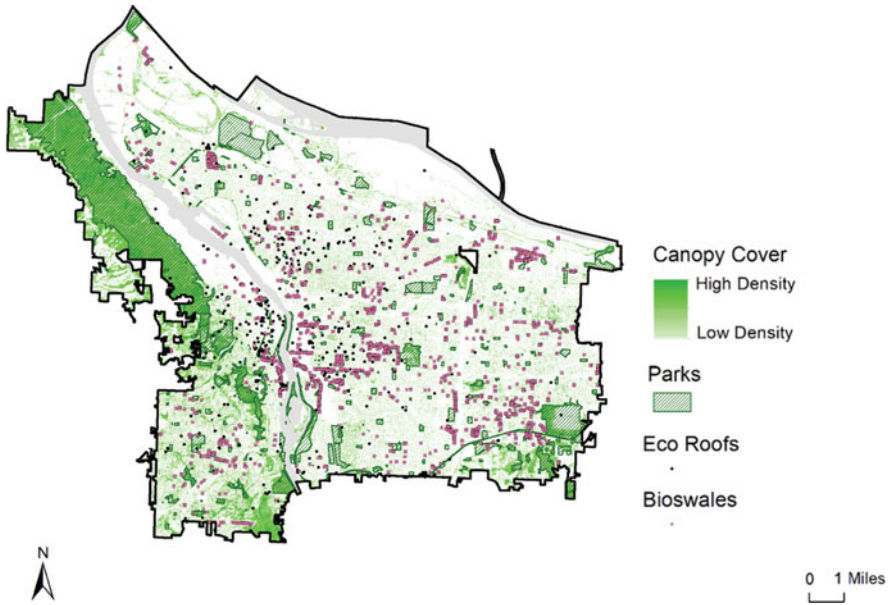 Canopy Cover
High Density
Low Density
Parks
Eco Roofs
Bioswales
N
0 1 Miles